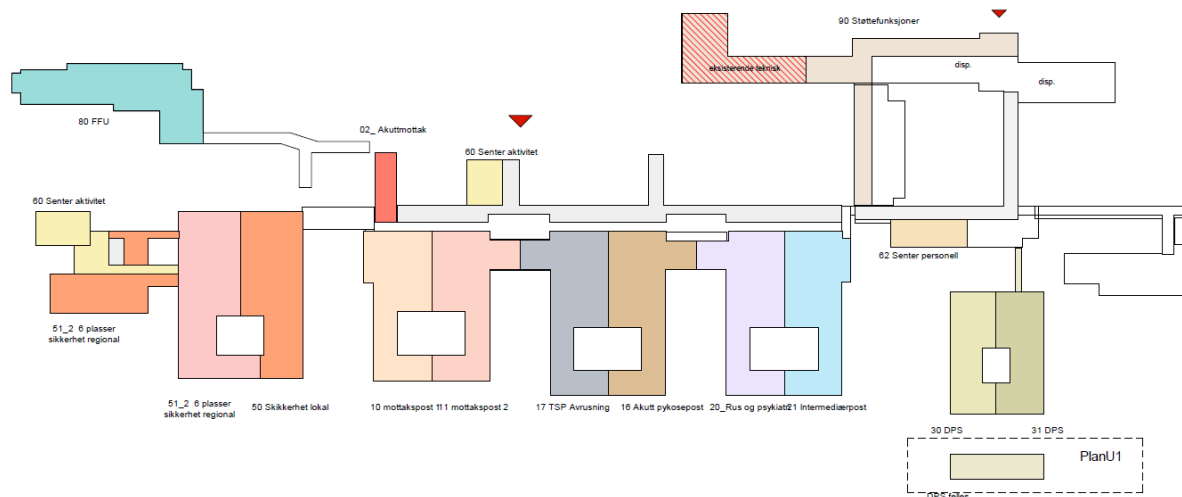 90 Støttefunksjoner
eksisterende teknisk
disp.
disp.
80 FFU
02_ Akuttmottak
60 Senter aktivitet
60 Senter aktivitet
62 Senter personell
51_2 6 plasser
sikkerhet regional
51_2 6 plasser
sikkerhet regional
50 Skikkerhet lokal
10 mottakspost 1
11 mottakspost 2
17 TSP Avrusning
16 Akutt pykosepost
20_Rus og psykiatri
21 Intermediærpost
30 DPS
31 DPS
PlanU1
DPS felles